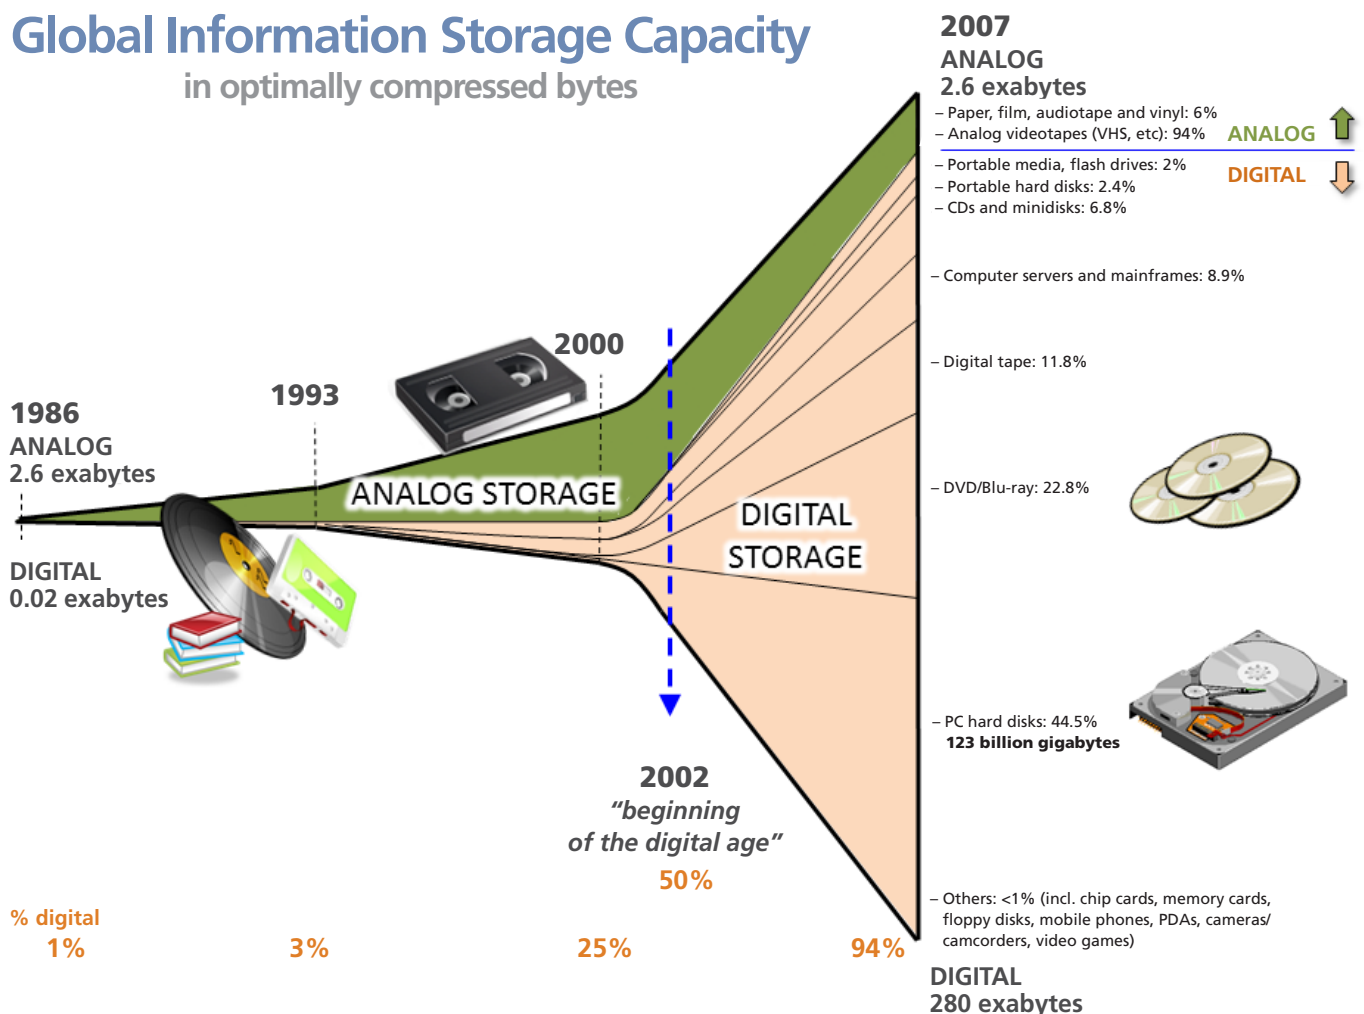 Global Information Storage Capacity
in optimally compressed bytes
2007
ANALOG
2.6 exabytes
– Paper, film, audiotape and vinyl: 6%
– Analog videotapes (VHS, etc): 94%
ANALOG
– Portable media, flash drives: 2%
– Portable hard disks: 2.4%
– CDs and minidisks: 6.8%
DIGITAL
– Computer servers and mainframes: 8.9%
– Digital tape: 11.8%
– DVD/Blu-ray: 22.8%
– PC hard disks: 44.5%
123 billion gigabytes
– Others: <1% (incl. chip cards, memory cards,
floppy disks, mobile phones, PDAs, cameras/
camcorders, video games)
DIGITAL
280 exabytes
1986
ANALOG
2.6 exabytes
DIGITAL
0.02 exabytes
1993
2000
ANALOG STORAGE
DIGITAL
STORAGE
2002
“beginning
of the digital age”
50%
% digital
1%
3%
25%
94%